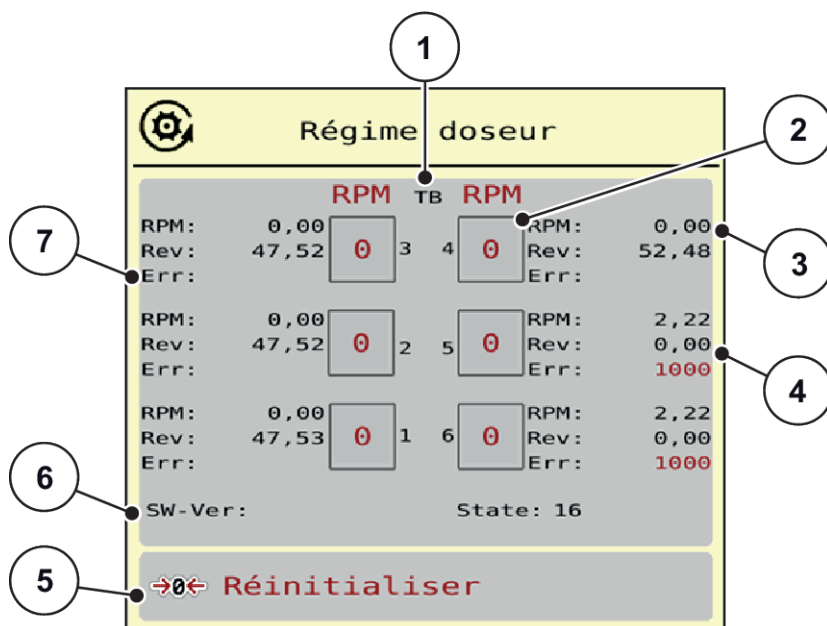 1
Régime doseur
2
RPM TB RPM
RPM: 0,00 RPM: 0,00
Rev: 47,52 0 3 4 0 Rev: 52,48
Err: Err:
7
3
RPM: 0,00 RPM: 2,22
Rev: 47,52 0 2 5 0 Rev: 0,00
Err: Err: 1000
4
RPM: 0,00 RPM: 2,22
Rev: 47,53 0 1 6 0 Rev: 0,00
Err: Err: 1000
6
SW-Ver: State: 16
5
→0← Réinitialiser